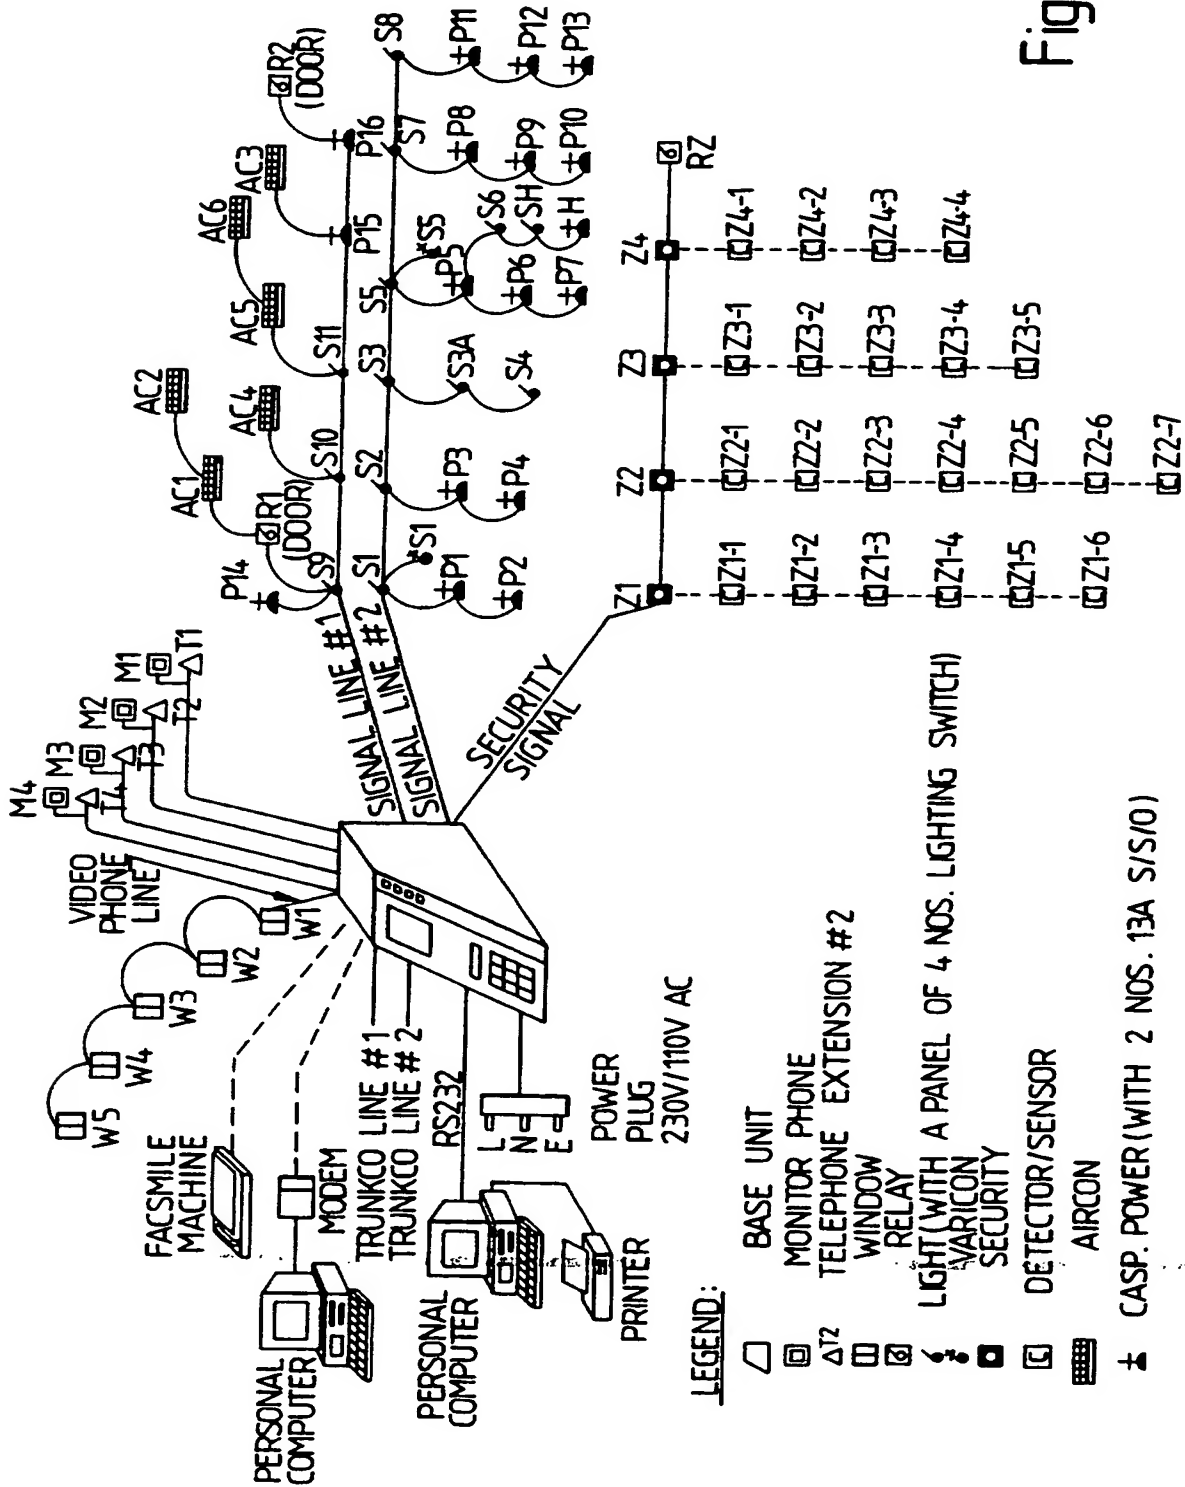 Fig
M4
M3
M2
M1
T4
T3
T2
T1
VIDEO
PHONE
LINE
W5
W4
W3
W2
W1
FACSMILE
MACHINE
PERSONAL
COMPUTER
MODEM
TRUNKCO LINE #1
TRUNKCO LINE #2
RS232
PERSONAL
COMPUTER
PRINTER
L
N
E
POWER
PLUG
230V/110V AC
SIGNAL LINE #1
SIGNAL LINE #2
SECURITY
SIGNAL
P14
R1
(DOOR)
AC1
AC2
AC4
AC5
AC6
AC3
R2
(DOOR)
S9
S10
S11
P15
P16
S1
S2
S3
S5
S7
S8
*S1
P1
P2
P3
P4
S3A
S4
*S5
P5
P6
P7
S6
SH
H
P8
P9
P10
P11
P12
P13
Z1
Z2
Z3
Z4
RZ
Z1-1
Z1-2
Z1-3
Z1-4
Z1-5
Z1-6
Z2-1
Z2-2
Z2-3
Z2-4
Z2-5
Z2-6
Z2-7
Z3-1
Z3-2
Z3-3
Z3-4
Z3-5
Z4-1
Z4-2
Z4-3
Z4-4
LEGEND:
BASE UNIT
MONITOR PHONE
T2 TELEPHONE EXTENSION #2
WINDOW
RELAY
LIGHT(WITH A PANEL OF 4 NOS. LIGHTING SWITCH)
VARICON
SECURITY
DETECTOR/SENSOR
AIRCON
CASP. POWER(WITH 2 NOS. 13A S/S/O)